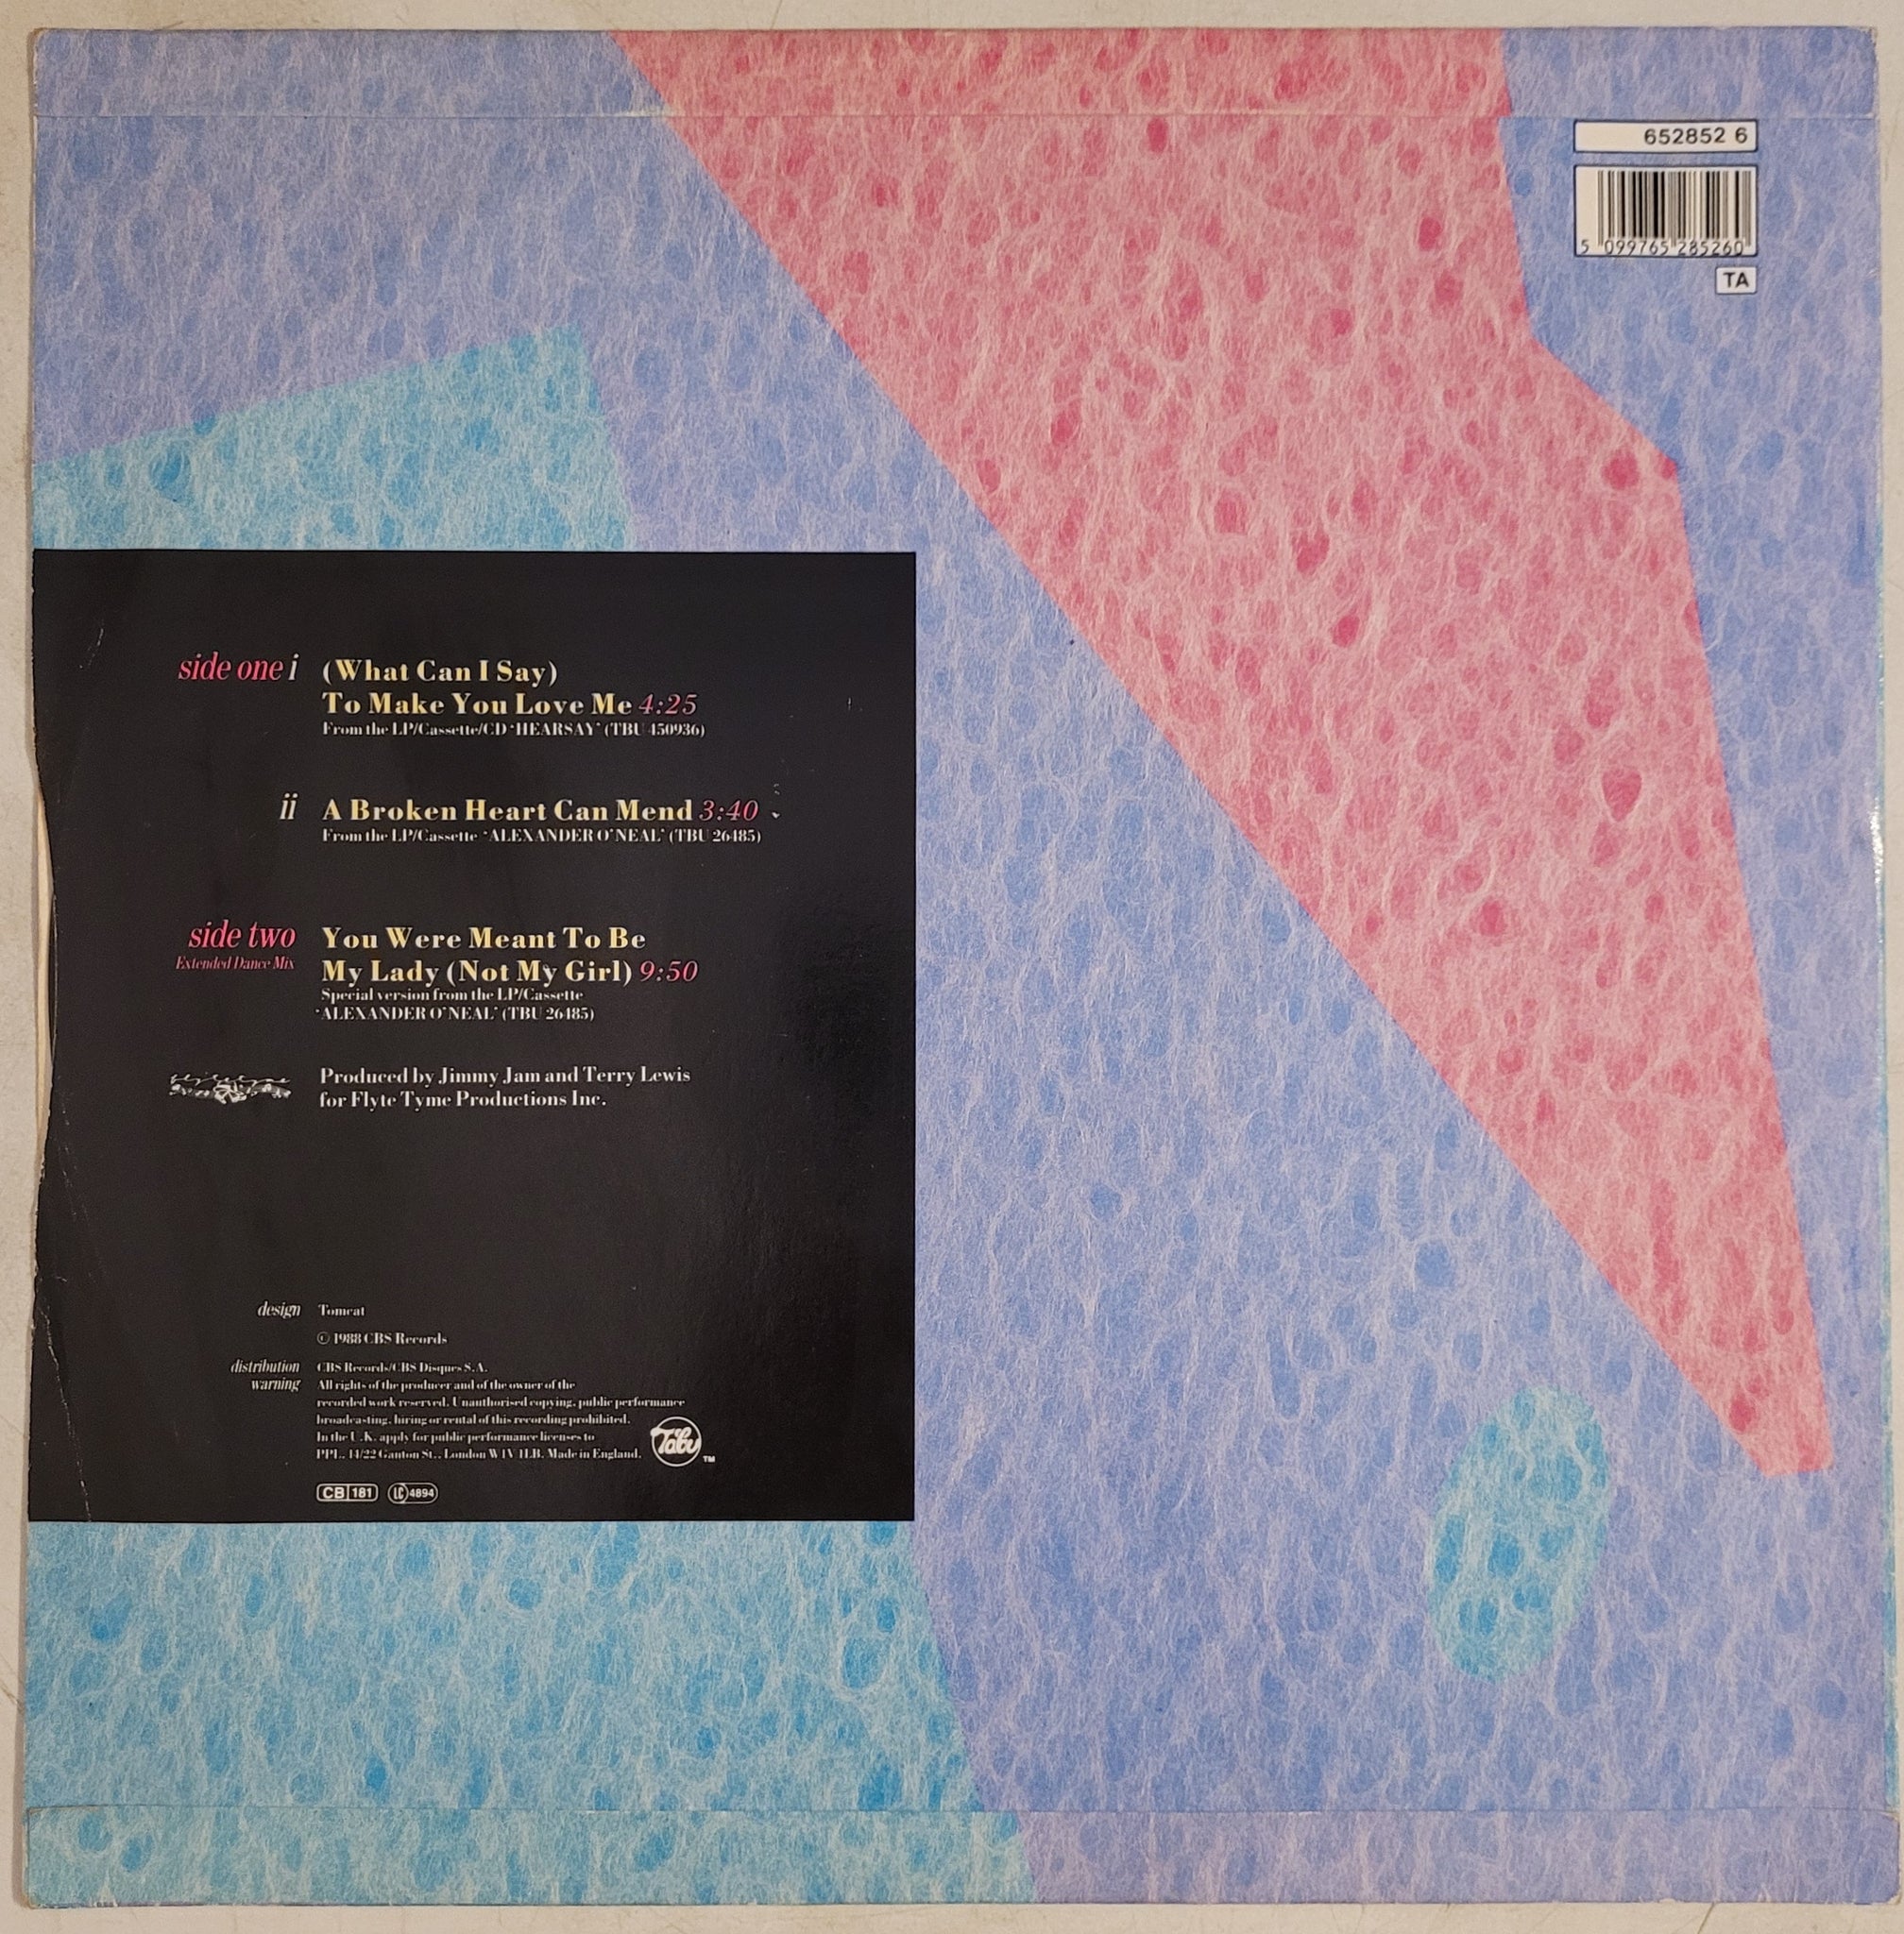 652852 6
5 099765 285260
TA
side one i (What Can I Say)
To Make You Love Me 4:25
From the LP/Cassette/CD 'HEARSAY' (TBU 450936)
ii A Broken Heart Can Mend 3:40
From the LP/Cassette 'ALEXANDER O'NEAL' (TBU 26485)
side two You Were Meant To Be
Extended Dance Mix My Lady (Not My Girl) 9:50
Special version from the LP/Cassette
'ALEXANDER O'NEAL' (TBU 26485)
Produced by Jimmy Jam and Terry Lewis
for Flyte Tyme Productions Inc.
design Tomcat
© 1988 CBS Records
distribution CBS Records/CBS Disques S.A.
warning All rights of the producer and of the owner of the
recorded work reserved. Unauthorised copying, public performance
broadcasting, hiring or rental of this recording prohibited.
In the U.K. apply for public performance licenses to
PPL, 14/22 Ganton St., London W1V 1LB. Made in England.
Tabu TM
CB 181 LC 4894